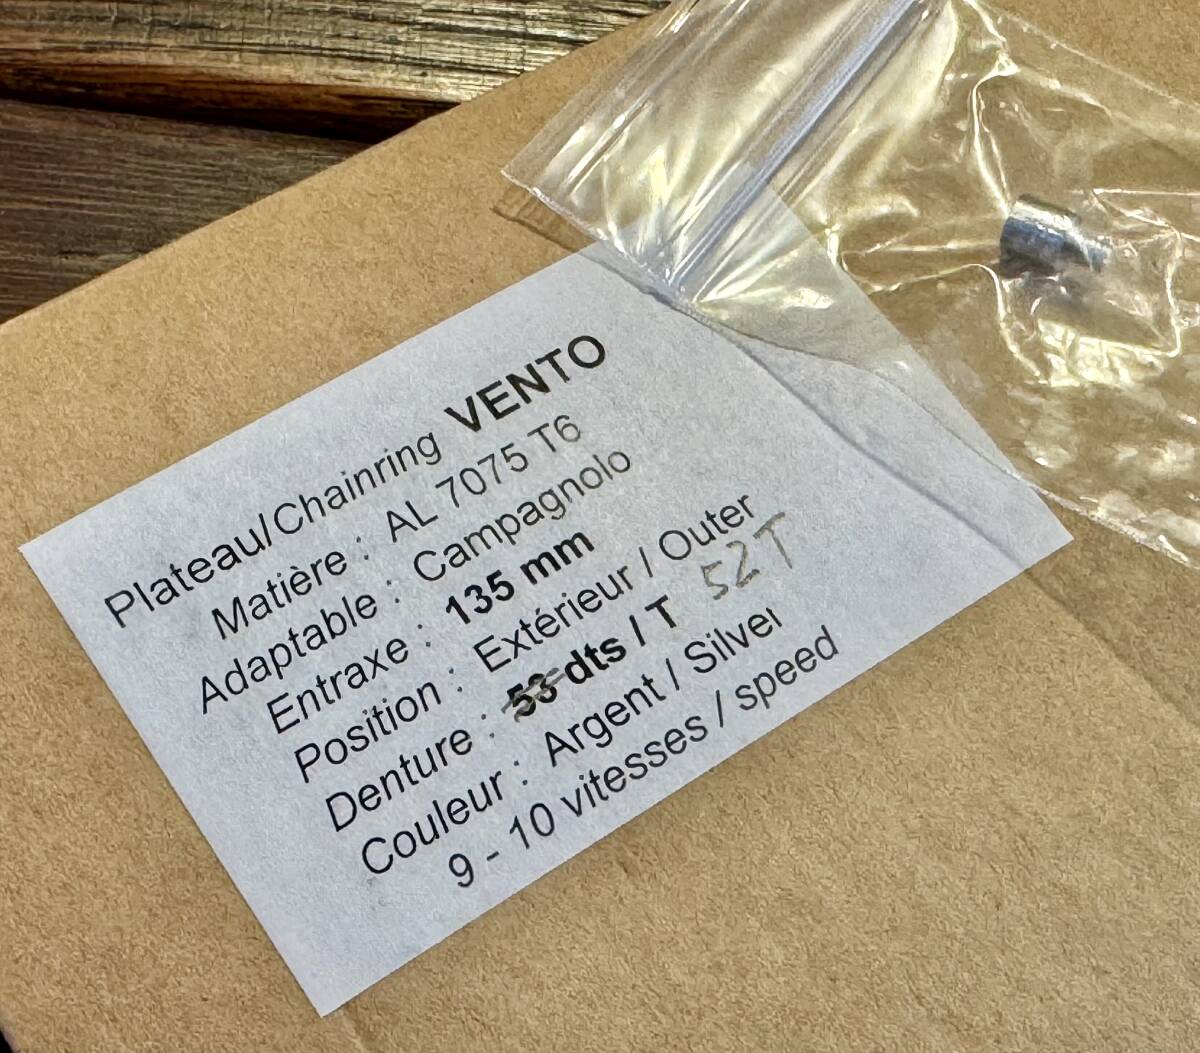 Plateau/Chainring VENTO
Matière : AL 7075 T6
Adaptable : Campagnolo
Entraxe : 135 mm
Position : Extérieur / Outer
Denture : 53 dts / T 52T
Couleur : Argent / Silver
9 - 10 vitesses / speed